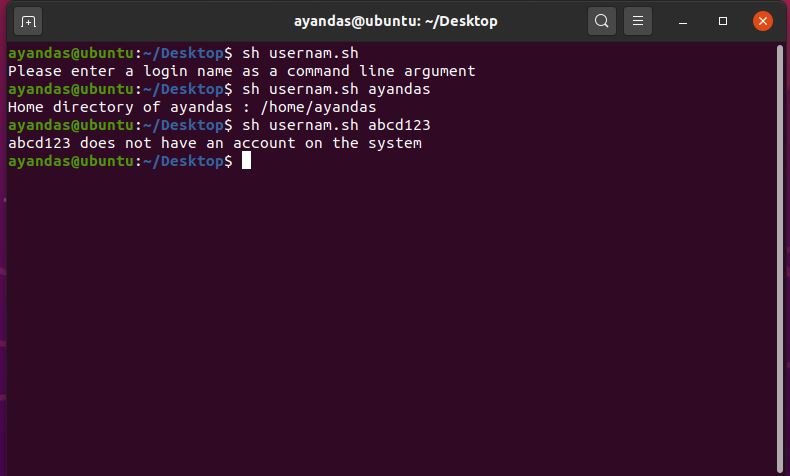 ayandas@ubuntu: ~/Desktop
ayandas@ubuntu:~/Desktop$ sh usernam.sh
Please enter a login name as a command line argument
ayandas@ubuntu:~/Desktop$ sh usernam.sh ayandas
Home directory of ayandas : /home/ayandas
ayandas@ubuntu:~/Desktop$ sh usernam.sh abcd123
abcd123 does not have an account on the system
ayandas@ubuntu:~/Desktop$